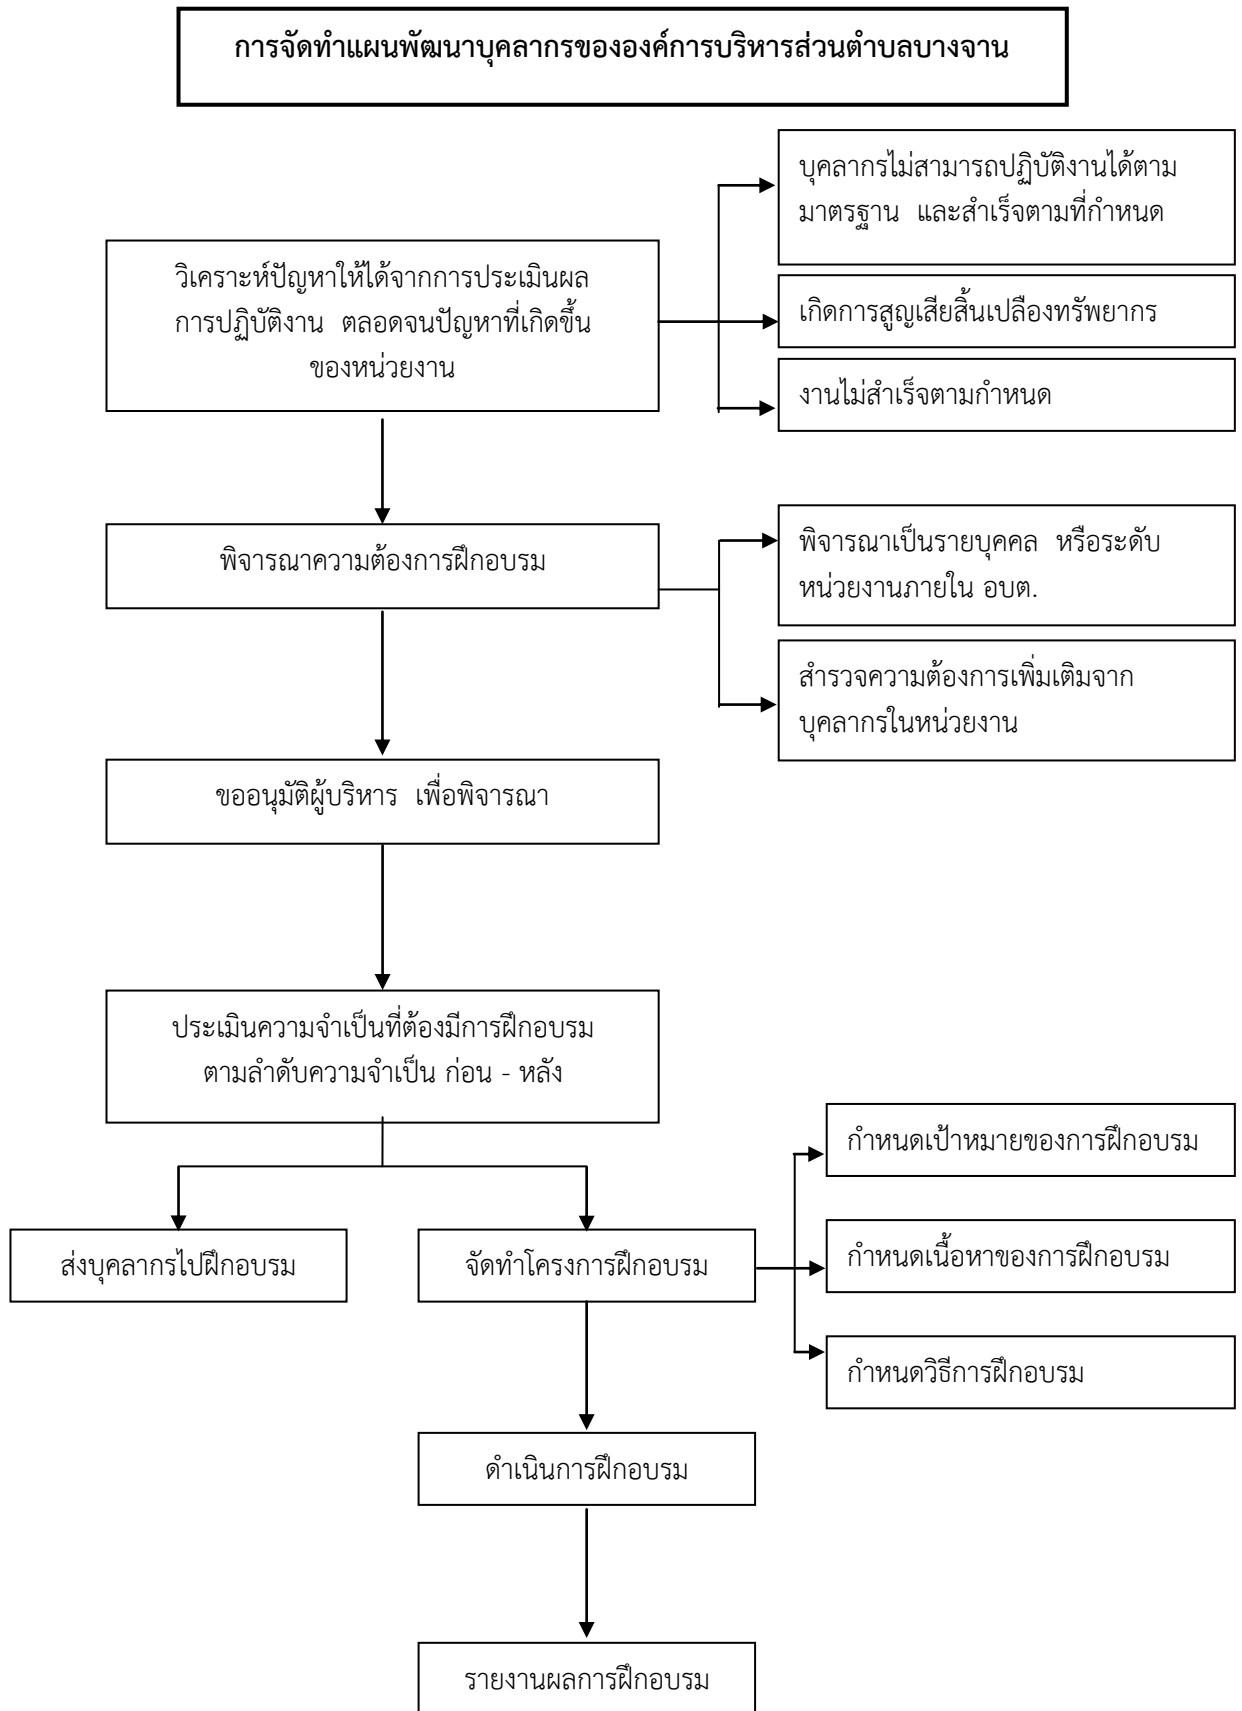 การจัดทำแผนพัฒนาบุคลากรขององค์การบริหารส่วนตำบลบางจาน
บุคลากรไม่สามารถปฏิบัติงานได้ตาม
มาตรฐาน และสำเร็จตามที่กำหนด
วิเคราะห์ปัญหาให้ได้จากการประเมินผล
การปฏิบัติงาน ตลอดจนปัญหาที่เกิดขึ้น
ของหน่วยงาน
เกิดการสูญเสียสิ้นเปลืองทรัพยากร
งานไม่สำเร็จตามกำหนด
พิจารณาความต้องการฝึกอบรม
พิจารณาเป็นรายบุคคล หรือระดับ
หน่วยงานภายใน อบต.
สำรวจความต้องการเพิ่มเติมจาก
บุคลากรในหน่วยงาน
ขออนุมัติผู้บริหาร เพื่อพิจารณา
ประเมินความจำเป็นที่ต้องมีการฝึกอบรม
ตามลำดับความจำเป็น ก่อน - หลัง
ส่งบุคลากรไปฝึกอบรม
จัดทำโครงการฝึกอบรม
กำหนดเป้าหมายของการฝึกอบรม
กำหนดเนื้อหาของการฝึกอบรม
กำหนดวิธีการฝึกอบรม
ดำเนินการฝึกอบรม
รายงานผลการฝึกอบรม